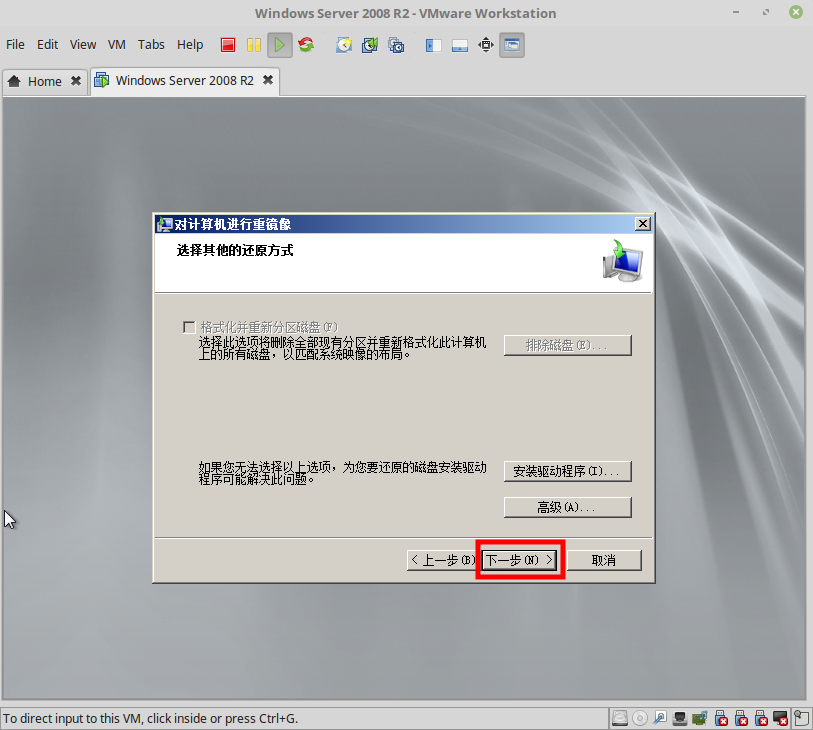 Windows Server 2008 R2 - VMware Workstation
File Edit View VM Tabs Help
Home Windows Server 2008 R2
对计算机进行重镜像
选择其他的还原方式
格式化并重新分区磁盘(F)
选择此选项将删除全部现有分区并重新格式化此计算机
上的所有磁盘，以匹配系统映像的布局。
排除磁盘(E)...
如果您无法选择以上选项，为您要还原的磁盘安装驱动
程序可能解决此问题。
安装驱动程序(I)...
高级(A)...
< 上一步(B) 下一步(N) > 取消
To direct input to this VM, click inside or press Ctrl+G.